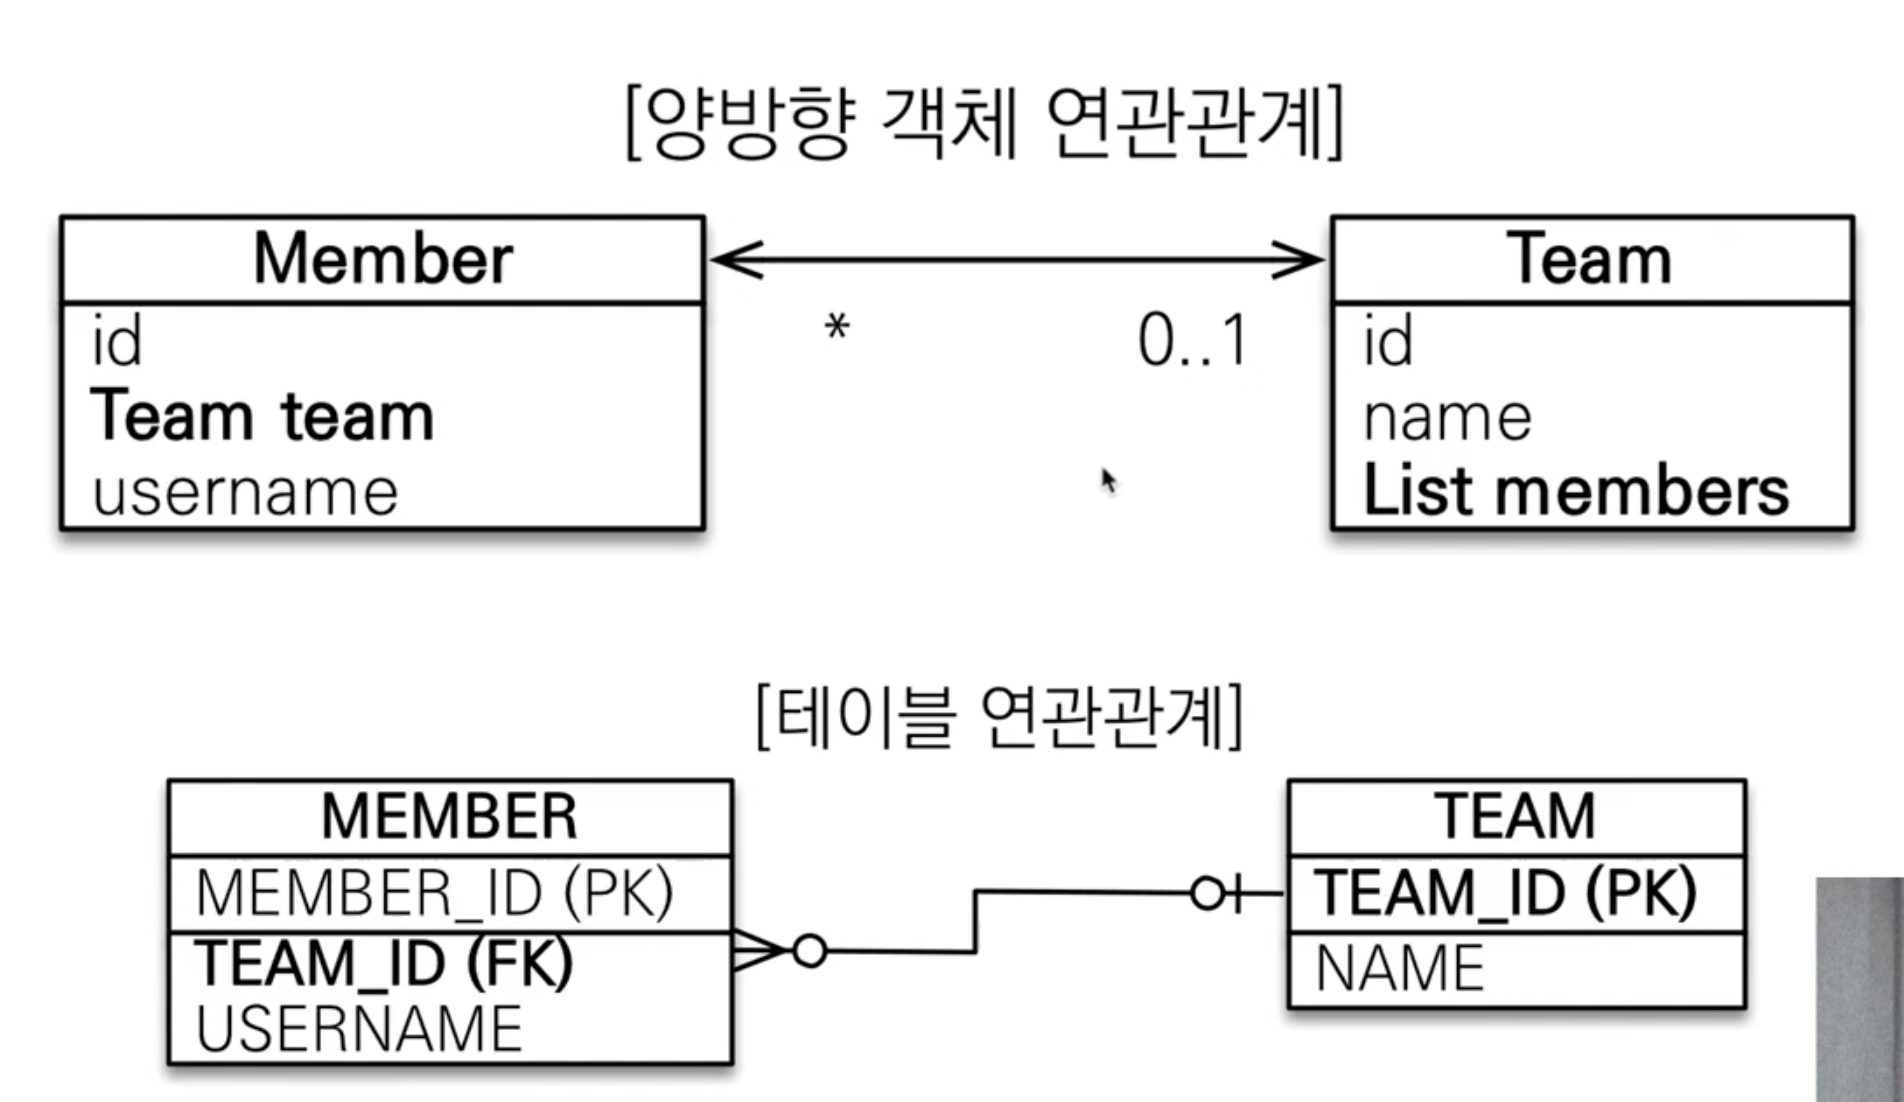 [양방향 객체 연관관계]
Member
id
Team team
username
* 0..1
Team
id
name
List members
[테이블 연관관계]
MEMBER
MEMBER_ID (PK)
TEAM_ID (FK)
USERNAME
TEAM
TEAM_ID (PK)
NAME